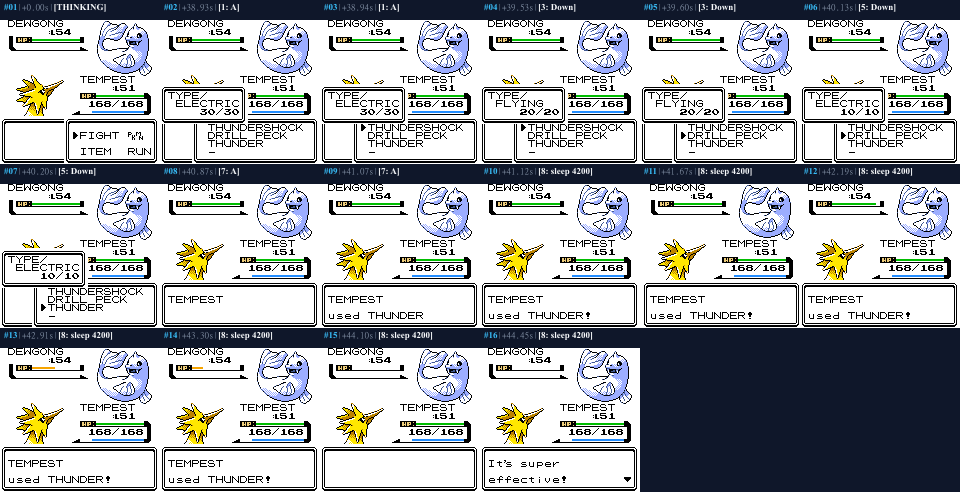 #01 | +0.00s | [THINKING]
DEWGONG
:L54
HP:
TEMPEST
:L51
HP:
168/168
▶FIGHT PKMN
ITEM RUN
#02 | +38.93s | [1: A]
DEWGONG
:L54
HP:
TEMPEST
:L51
TYPE/
ELECTRIC
30/30
168/168
THUNDERSHOCK
DRILL PECK
THUNDER
–
#03 | +38.94s | [1: A]
DEWGONG
:L54
HP:
TEMPEST
:L51
TYPE/
ELECTRIC
30/30
168/168
▶THUNDERSHOCK
DRILL PECK
THUNDER
–
#04 | +39.53s | [3: Down]
DEWGONG
:L54
HP:
TEMPEST
:L51
TYPE/
FLYING
20/20
168/168
▶THUNDERSHOCK
DRILL PECK
THUNDER
–
#05 | +39.60s | [3: Down]
DEWGONG
:L54
HP:
TEMPEST
:L51
TYPE/
FLYING
20/20
168/168
THUNDERSHOCK
▶DRILL PECK
THUNDER
–
#06 | +40.13s | [5: Down]
DEWGONG
:L54
HP:
TEMPEST
:L51
TYPE/
ELECTRIC
10/10
168/168
THUNDERSHOCK
▶DRILL PECK
THUNDER
–
#07 | +40.20s | [5: Down]
DEWGONG
:L54
HP:
TEMPEST
:L51
TYPE/
ELECTRIC
10/10
168/168
THUNDERSHOCK
DRILL PECK
▶THUNDER
–
#08 | +40.87s | [7: A]
DEWGONG
:L54
HP:
TEMPEST
:L51
HP:
168/168
TEMPEST
#09 | +41.07s | [7: A]
DEWGONG
:L54
HP:
TEMPEST
:L51
HP:
168/168
TEMPEST
used THUNDER
#10 | +41.12s | [8: sleep 4200]
DEWGONG
:L54
HP:
TEMPEST
:L51
HP:
168/168
TEMPEST
used THUNDER!
#11 | +41.67s | [8: sleep 4200]
DEWGONG
:L54
HP:
TEMPEST
:L51
HP:
168/168
TEMPEST
used THUNDER!
#12 | +42.19s | [8: sleep 4200]
DEWGONG
:L54
HP:
TEMPEST
:L51
HP:
168/168
TEMPEST
used THUNDER!
#13 | +42.91s | [8: sleep 4200]
DEWGONG
:L54
HP:
TEMPEST
:L51
HP:
168/168
TEMPEST
used THUNDER!
#14 | +43.30s | [8: sleep 4200]
DEWGONG
:L54
HP:
TEMPEST
:L51
HP:
168/168
TEMPEST
used THUNDER!
#15 | +44.10s | [8: sleep 4200]
DEWGONG
:L54
HP:
TEMPEST
:L51
HP:
168/168
#16 | +44.45s | [8: sleep 4200]
DEWGONG
:L54
HP:
TEMPEST
:L51
HP:
168/168
It's super
effective!